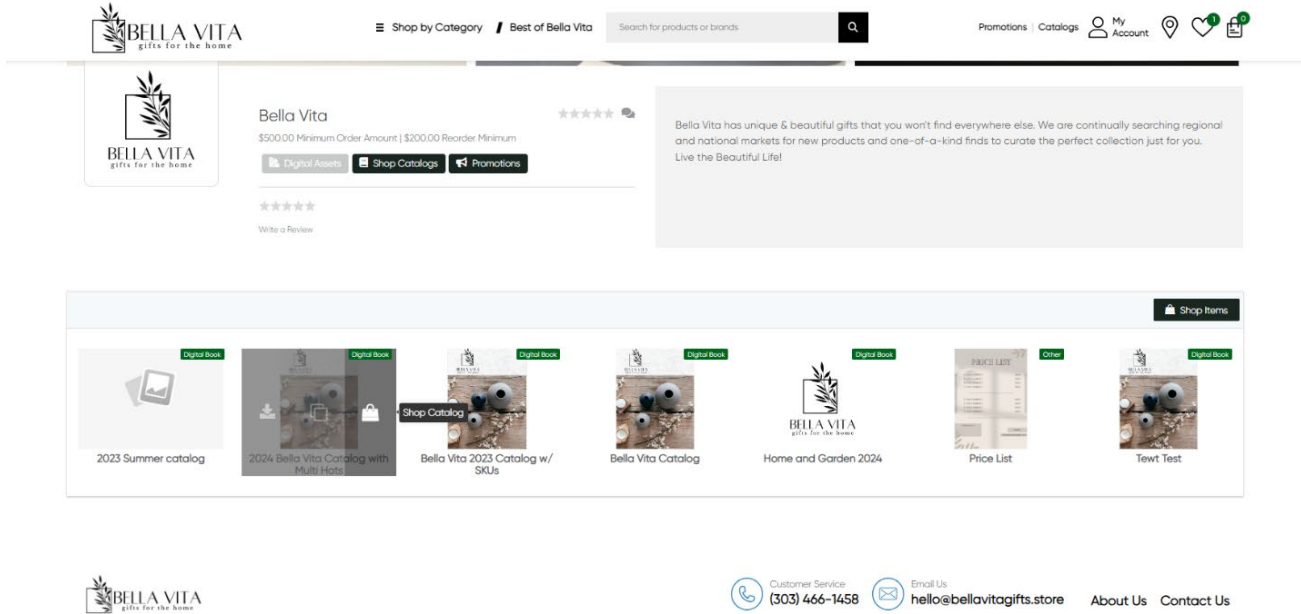 BELLA VITA
gifts for the home
Shop by Category
Best of Bella Vita
Search for products or brands
Promotions | Catalogs
My
Account
1
0
BELLA VITA
gifts for the home
Bella Vita
$500.00 Minimum Order Amount | $200.00 Reorder Minimum
Digital Assets
Shop Catalogs
Promotions
Write a Review
Bella Vita has unique & beautiful gifts that you won't find everywhere else. We are continually searching regional
and national markets for new products and one-of-a-kind finds to curate the perfect collection just for you.
Live the Beautiful Life!
Shop Items
Digital Book
Digital Book
Digital Book
Digital Book
Digital Book
Other
Digital Book
PRICE LIST
Shop Catalog
BELLA VITA
gifts for the home
2023 Summer catalog
2024 Bella Vita Catalog with
Multi Hots
Bella Vita 2023 Catalog w/
SKUs
Bella Vita Catalog
Home and Garden 2024
Price List
Tewt Test
BELLA VITA
gifts for the home
Customer Service
(303) 466-1458
Email Us
hello@bellavitagifts.store
About Us
Contact Us